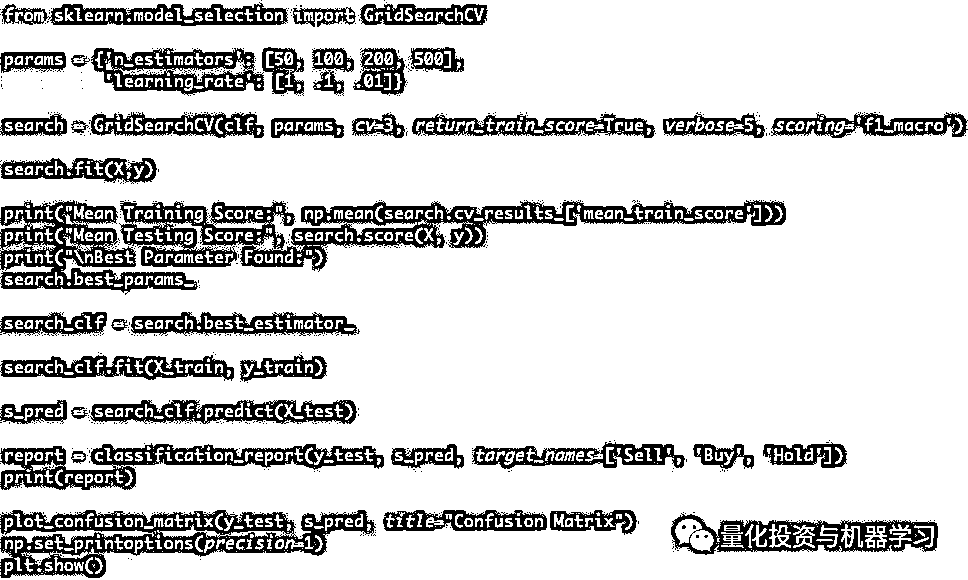 from sklearn.model_selection import GridSearchCV
params = {'n_estimators': [50, 100, 200, 500],
'learning_rate': [1, .1, .01]}
search = GridSearchCV(clf, params, cv=3, return_train_score=True, verbose=5, scoring='f1_macro')
search.fit(X,y)
print("Mean Training Score:", np.mean(search.cv_results_['mean_train_score']))
print("Mean Testing Score:", search.score(X, y))
print("\nBest Parameter Found:")
search.best_params_
search_clf = search.best_estimator_
search_clf.fit(X_train, y_train)
s_pred = search_clf.predict(X_test)
report = classification_report(y_test, s_pred, target_names=['Sell', 'Buy', 'Hold'])
print(report)
plot_confusion_matrix(y_test, s_pred, title="Confusion Matrix")
np.set_printoptions(precision=1)
plt.show()
量化投资与机器学习